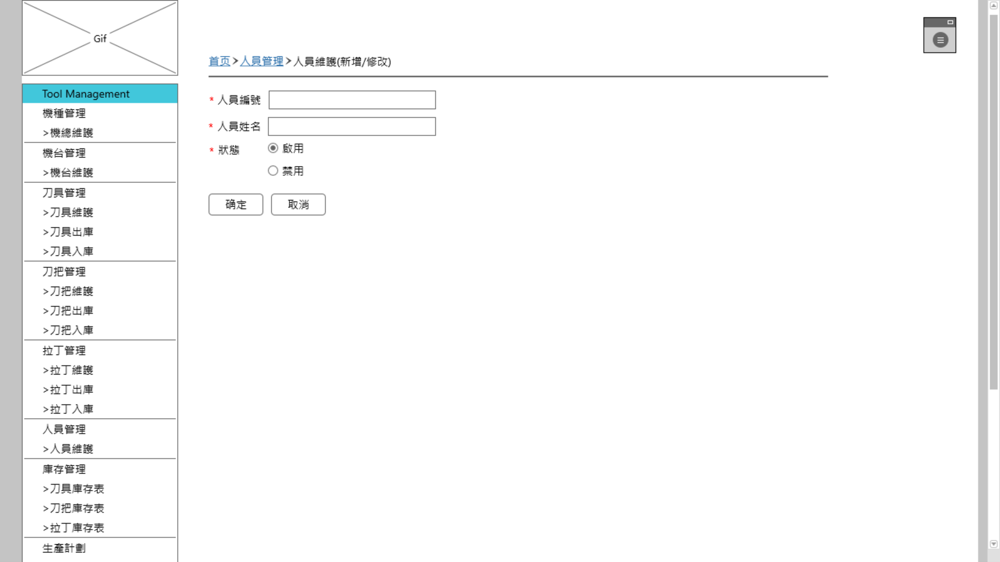 Gif
首页>人員管理>人員維護(新增/修改)
Tool Management
機種管理
>機總維護
機台管理
>機台維護
刀具管理
>刀具維護
>刀具出庫
>刀具入庫
刀把管理
>刀把維護
>刀把出庫
>刀把入庫
拉丁管理
>拉丁維護
>拉丁出庫
>拉丁入庫
人員管理
>人員維護
庫存管理
>刀具庫存表
>刀把庫存表
>拉丁庫存表
生產計劃
* 人員編號
* 人員姓名
* 狀態
啟用
禁用
确定
取消